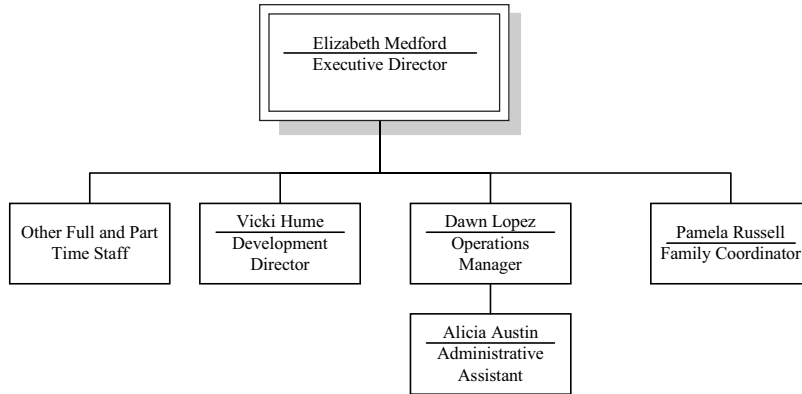 Elizabeth Medford
Executive Director
Other Full and Part
Time Staff
Vicki Hume
Development
Director
Dawn Lopez
Operations
Manager
Pamela Russell
Family Coordinator
Alicia Austin
Administrative
Assistant